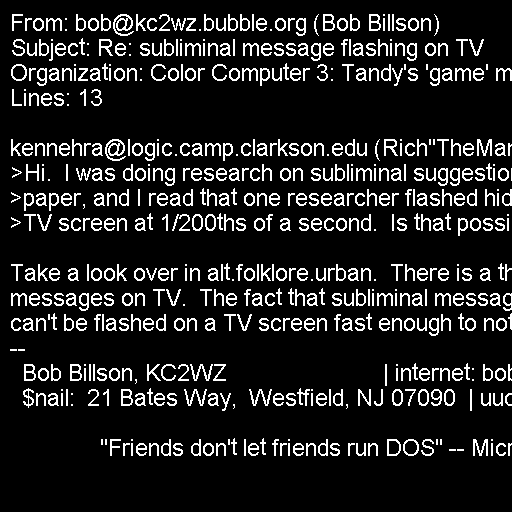 From: bob@kc2wz.bubble.org (Bob Billson)
Subject: Re: subliminal message flashing on TV
Organization: Color Computer 3: Tandy's 'game' m
Lines: 13
kennehra@logic.camp.clarkson.edu (Rich"TheMan
>Hi.  I was doing research on subliminal suggestion
>paper, and I read that one researcher flashed hid
>TV screen at 1/200ths of a second.  Is that possi
Take a look over in alt.folklore.urban.  There is a th
messages on TV.  The fact that subliminal messag
can't be flashed on a TV screen fast enough to not
--
  Bob Billson, KC2WZ                          | internet: bob
  $nail:  21 Bates Way,  Westfield, NJ 07090  | uuc
"Friends don't let friends run DOS" -- Micr